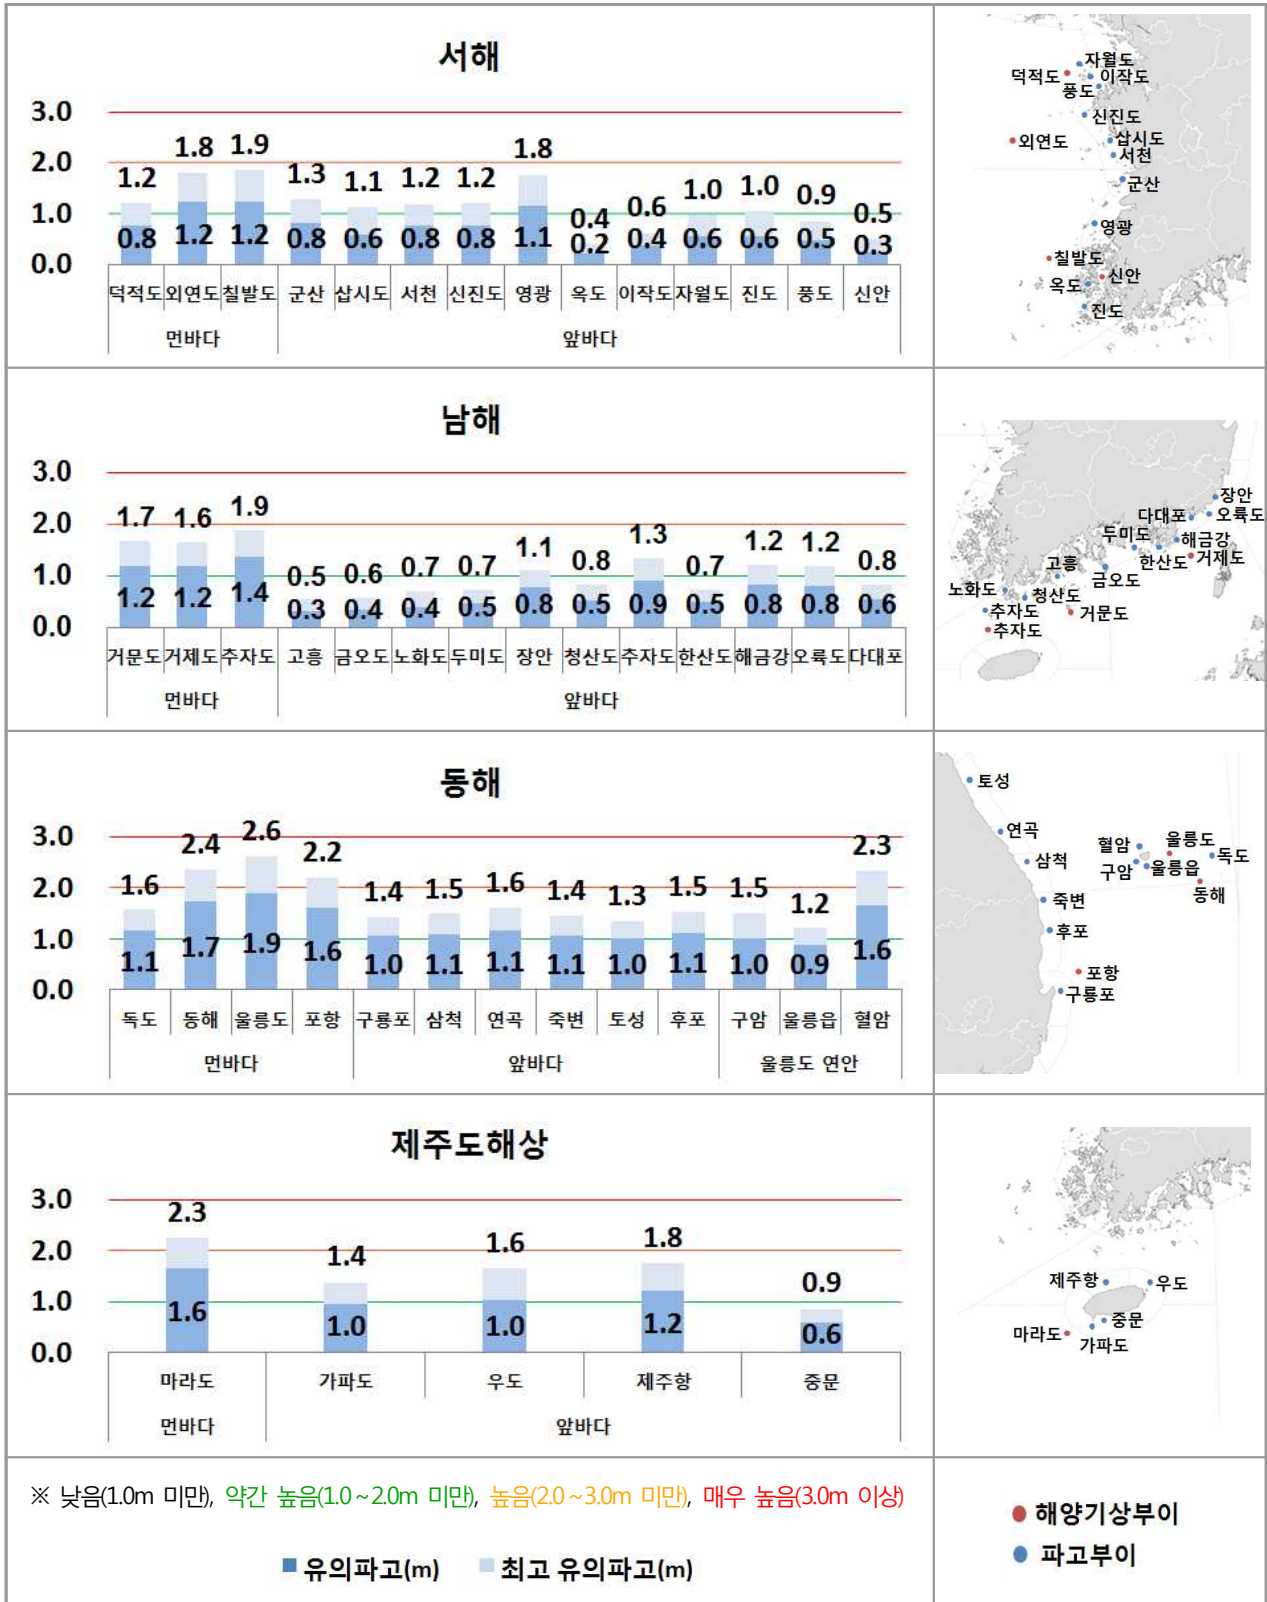 서해
3.0
2.0
1.0
0.0
1.2 1.8 1.9 1.3 1.1 1.2 1.2 1.8 0.4 0.6 1.0 1.0 0.9 0.5
0.8 1.2 1.2 0.8 0.6 0.8 0.8 1.1 0.2 0.4 0.6 0.6 0.5 0.3
덕적도 외연도 칠발도 군산 삽시도 서천 신진도 영광 옥도 이작도 자월도 진도 풍도 신안
먼바다 앞바다
자월도
덕적도 이작도
풍도
신진도
외연도 삽시도
서천
군산
영광
칠발도
신안
옥도
진도
남해
3.0
2.0
1.0
0.0
1.7 1.6 1.9 0.5 0.6 0.7 0.7 1.1 0.8 1.3 0.7 1.2 1.2 0.8
1.2 1.2 1.4 0.3 0.4 0.4 0.5 0.8 0.5 0.9 0.5 0.8 0.8 0.6
거문도 거제도 추자도 고흥 금오도 노화도 두미도 장안 청산도 추자도 한산도 해금강 오륙도 다대포
먼바다 앞바다
장안
다대포 오륙도
두미도 해금강
고흥 한산도 거제도
금오도
노화도 청산도
추자도 거문도
추자도
동해
3.0
2.0
1.0
0.0
1.6 2.4 2.6 2.2 1.4 1.5 1.6 1.4 1.3 1.5 1.5 1.2 2.3
1.1 1.7 1.9 1.6 1.0 1.1 1.1 1.1 1.0 1.1 1.0 0.9 1.6
독도 동해 울릉도 포항 구룡포 삼척 연곡 죽변 토성 후포 구암 울릉읍 혈암
먼바다 앞바다 울릉도 연안
토성
연곡
혈암 울릉도
삼척 독도
구암 울릉읍
동해
죽변
후포
포항
구룡포
제주도해상
3.0
2.0
1.0
0.0
2.3 1.4 1.6 1.8 0.9
1.6 1.0 1.0 1.2 0.6
마라도 가파도 우도 제주항 중문
먼바다 앞바다
제주항 우도
중문
마라도
가파도
※ 낮음(1.0m 미만), 약간 높음(1.0~2.0m 미만), 높음(2.0~3.0m 미만), 매우 높음(3.0m 이상)
유의파고(m) 최고 유의파고(m)
해양기상부이
파고부이